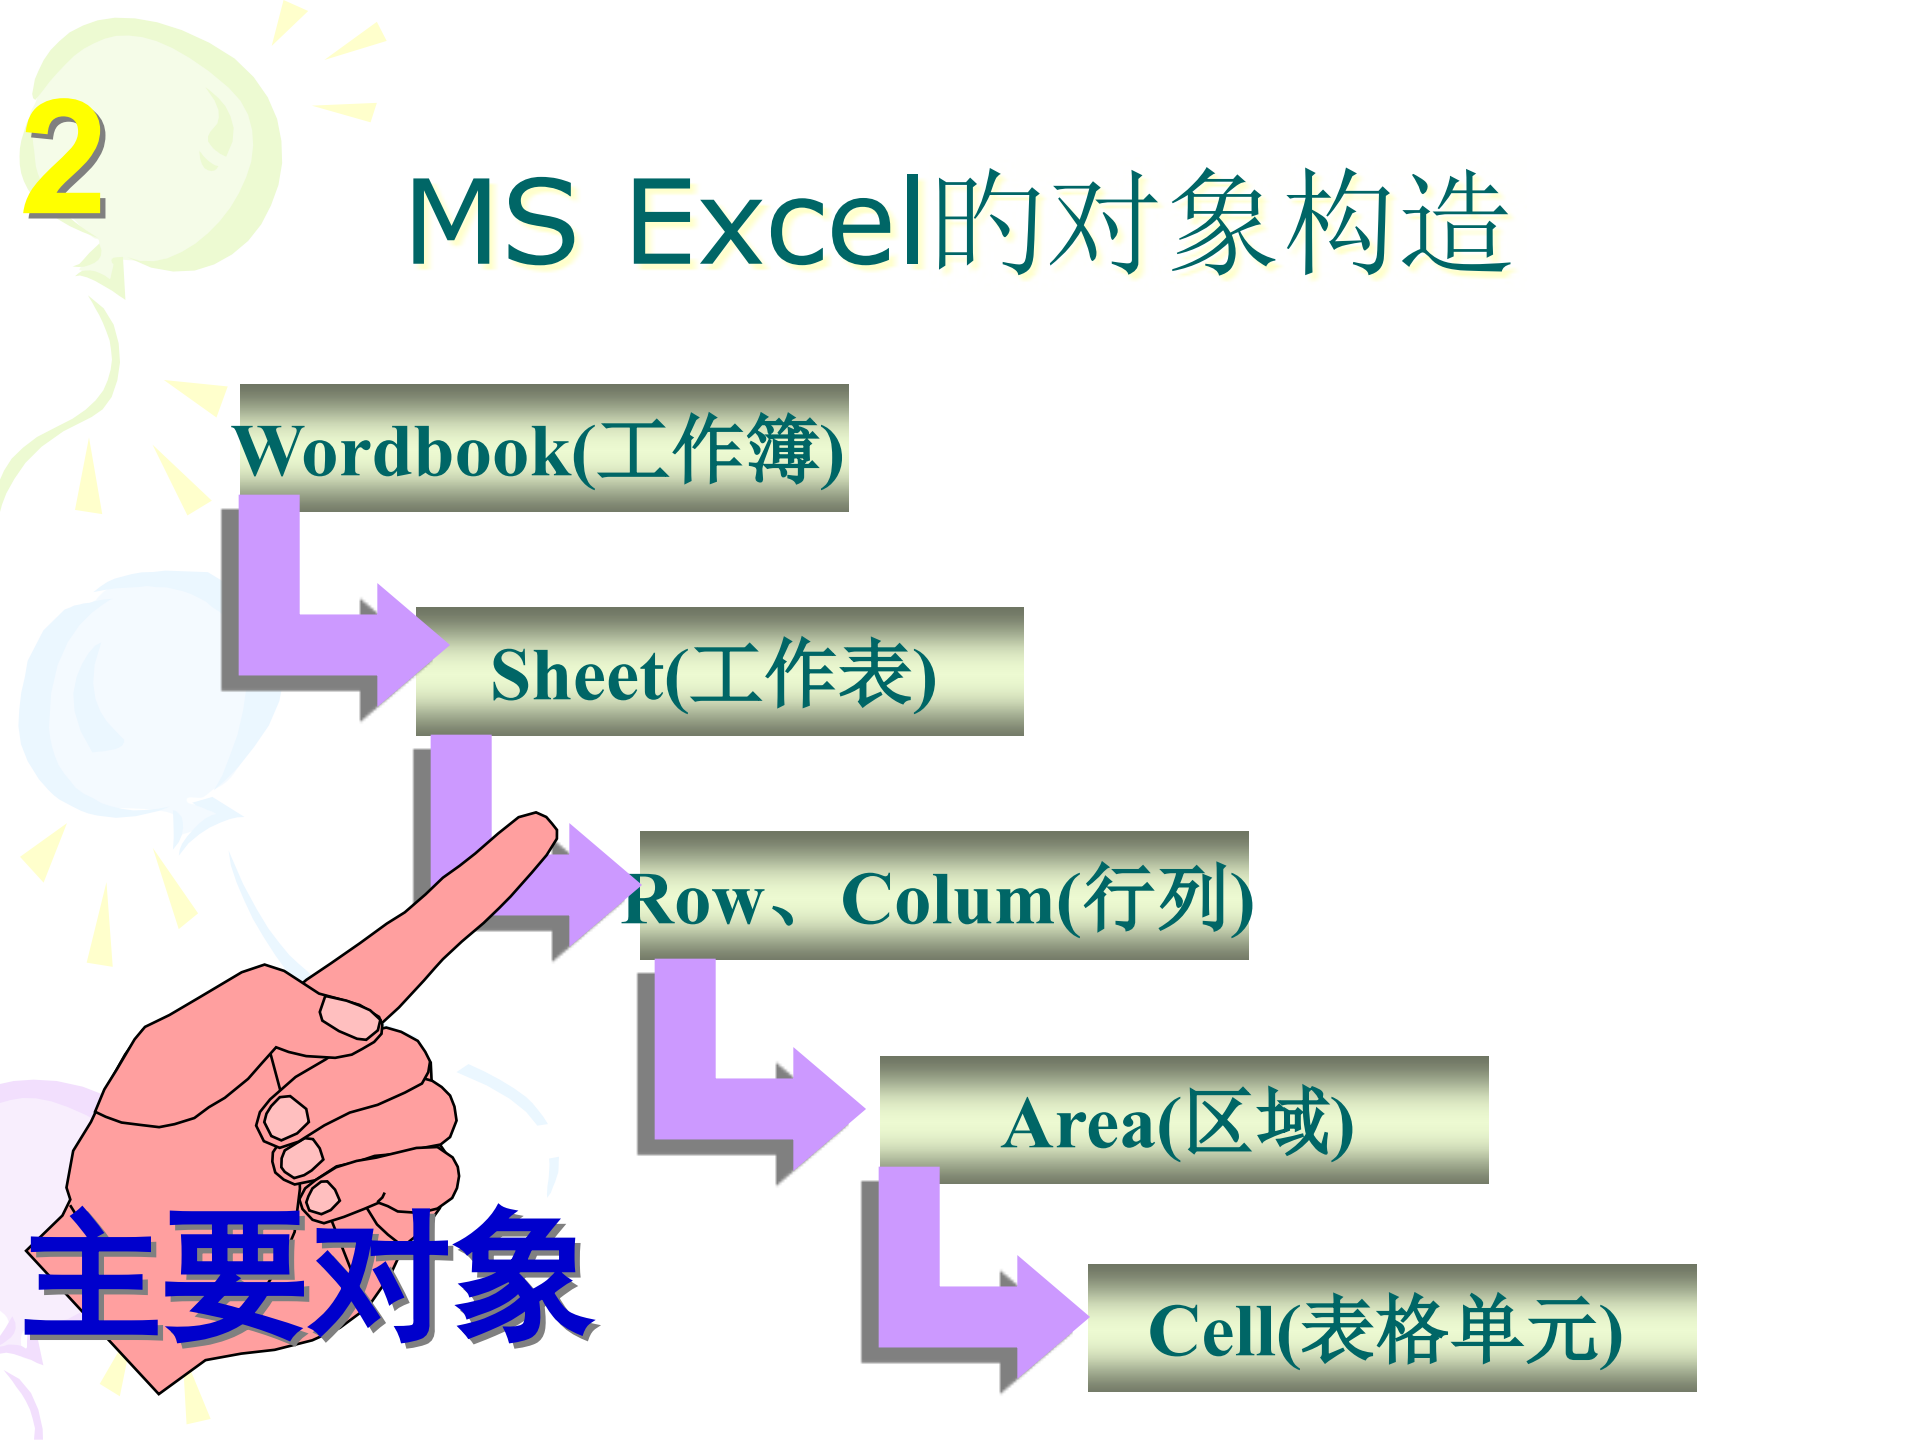 2
MS Excel旳对象构造
Wordbook(工作簿)
Sheet(工作表)
Row、Colum(行列)
Area(区域)
Cell(表格单元)
主要对象